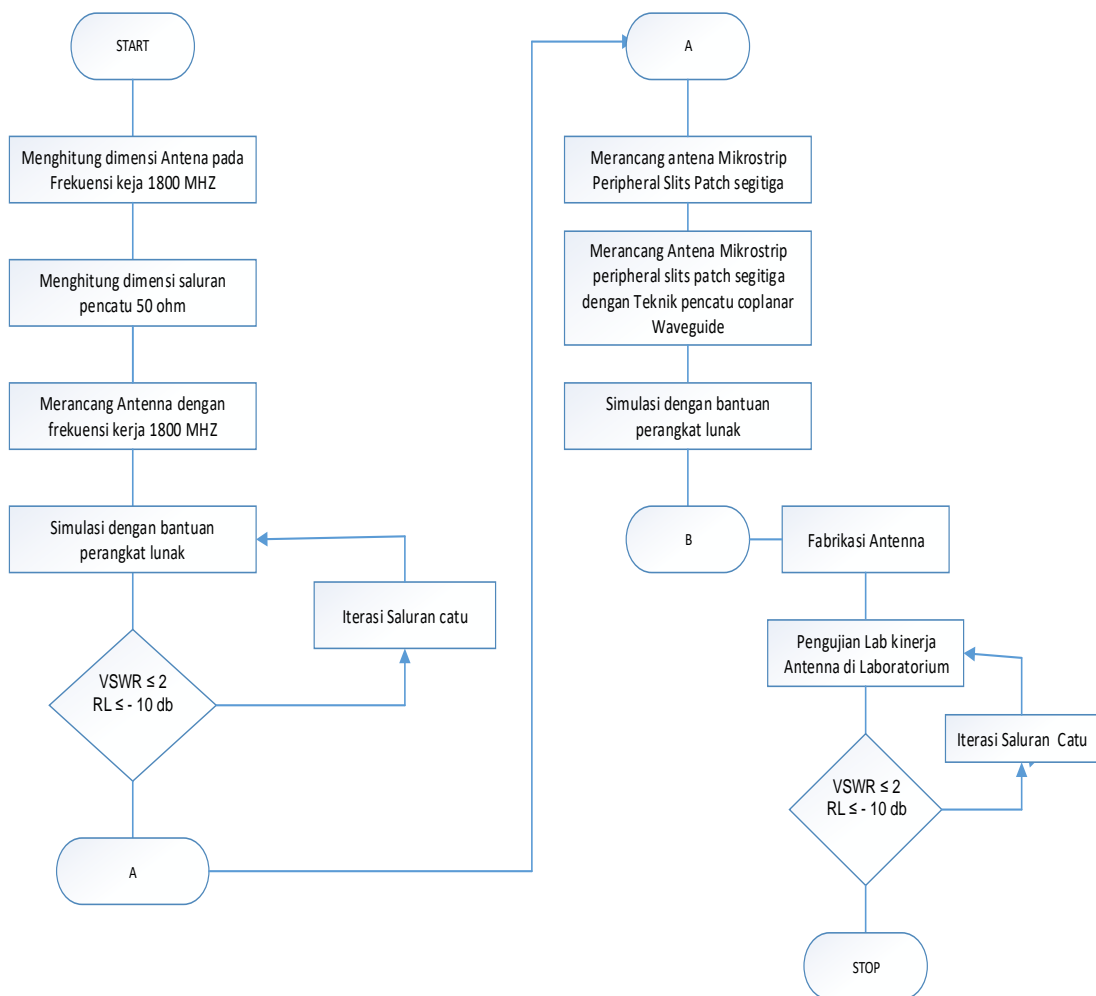 START
Menghitung dimensi Antena pada
Frekuensi keja 1800 MHZ
Menghitung dimensi saluran
pencatu 50 ohm
Merancang Antenna dengan
frekuensi kerja 1800 MHZ
Simulasi dengan bantuan
perangkat lunak
Iterasi Saluran catu
VSWR ≤ 2
RL ≤ - 10 db
A
A
Merancang antena Mikrostrip
Peripheral Slits Patch segitiga
Merancang Antena Mikrostrip
peripheral slits patch segitiga
dengan Teknik pencatu coplanar
Waveguide
Simulasi dengan bantuan
perangkat lunak
B
Fabrikasi Antenna
Pengujian Lab kinerja
Antenna di Laboratorium
Iterasi Saluran Catu
VSWR ≤ 2
RL ≤ - 10 db
STOP